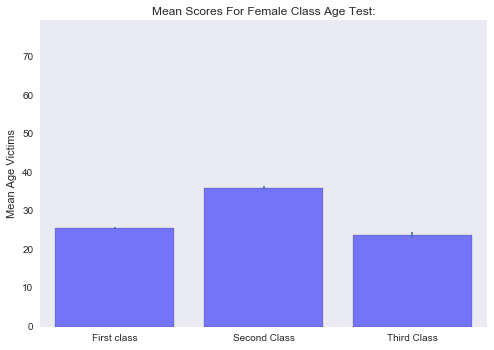 Mean Scores For Female Class Age Test:
Mean Age Victims
70
60
50
40
30
20
10
0
First class
Second Class
Third Class